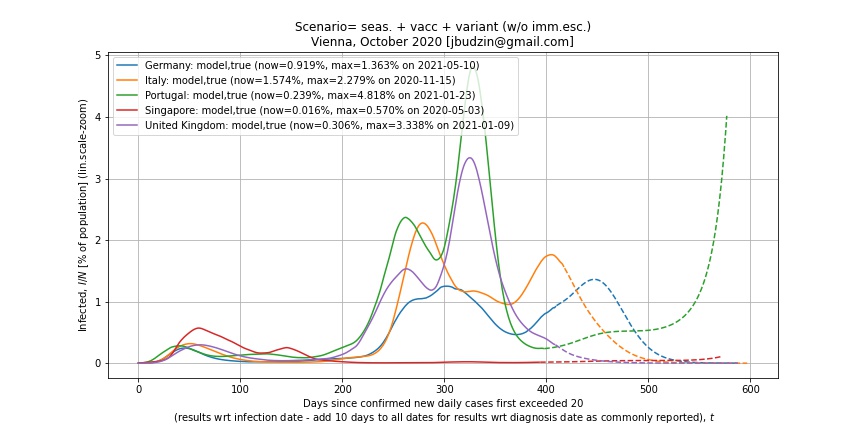 Scenario= seas. + vacc + variant (w/o imm.esc.)
Vienna, October 2020 [jbudzin@gmail.com]
Germany: model,true (now=0.919%, max=1.363% on 2021-05-10)
Italy: model,true (now=1.574%, max=2.279% on 2020-11-15)
Portugal: model,true (now=0.239%, max=4.818% on 2021-01-23)
Singapore: model,true (now=0.016%, max=0.570% on 2020-05-03)
United Kingdom: model,true (now=0.306%, max=3.338% on 2021-01-09)
5
4
3
2
1
0
Infected, I/N [% of population] (lin.scale-zoom)
0 100 200 300 400 500 600
Days since confirmed new daily cases first exceeded 20
(results wrt infection date - add 10 days to all dates for results wrt diagnosis date as commonly reported), t